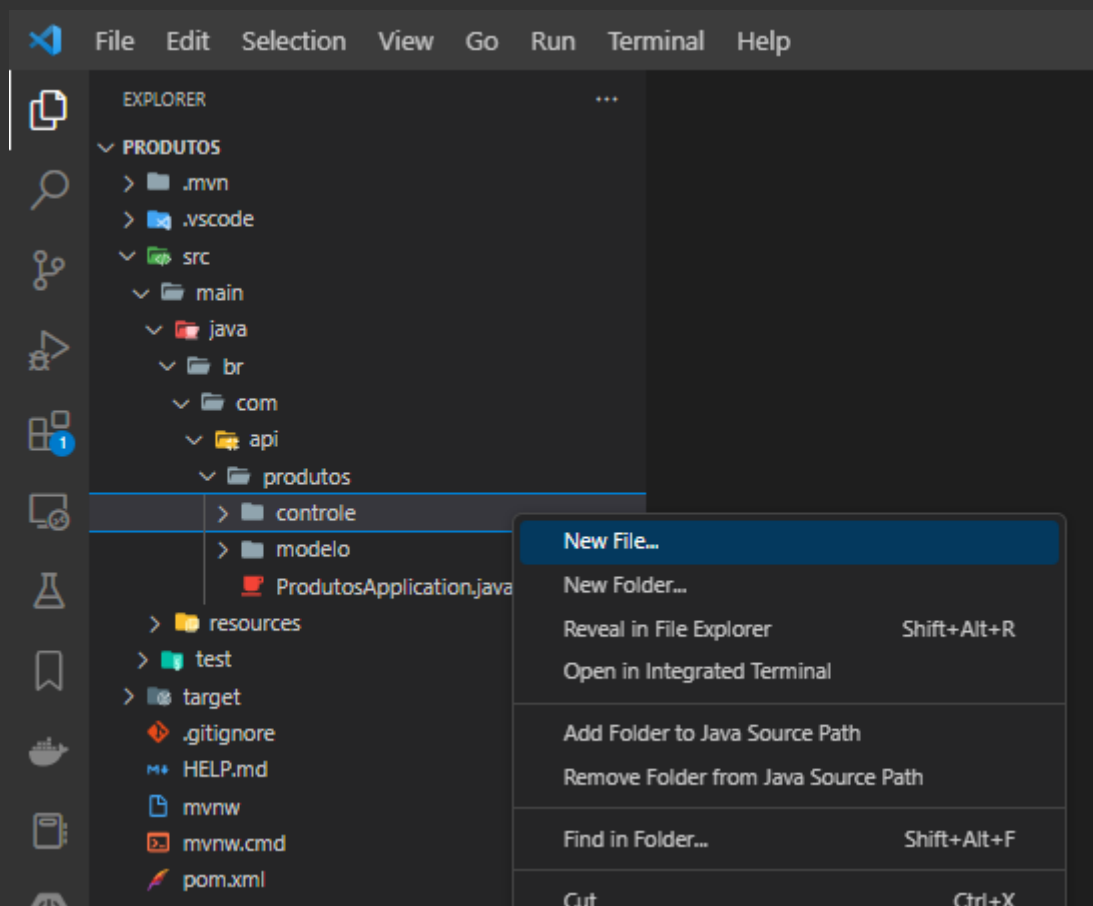 File Edit Selection View Go Run Terminal Help
EXPLORER ...
PRODUTOS
.mvn
.vscode
src
main
java
br
com
api
1
produtos
controle
modelo
ProdutosApplication.java
resources
test
target
.gitignore
HELP.md
mvnw
mvnw.cmd
pom.xml
New File...
New Folder...
Reveal in File Explorer Shift+Alt+R
Open in Integrated Terminal
Add Folder to Java Source Path
Remove Folder from Java Source Path
Find in Folder... Shift+Alt+F
Cut Ctrl+X